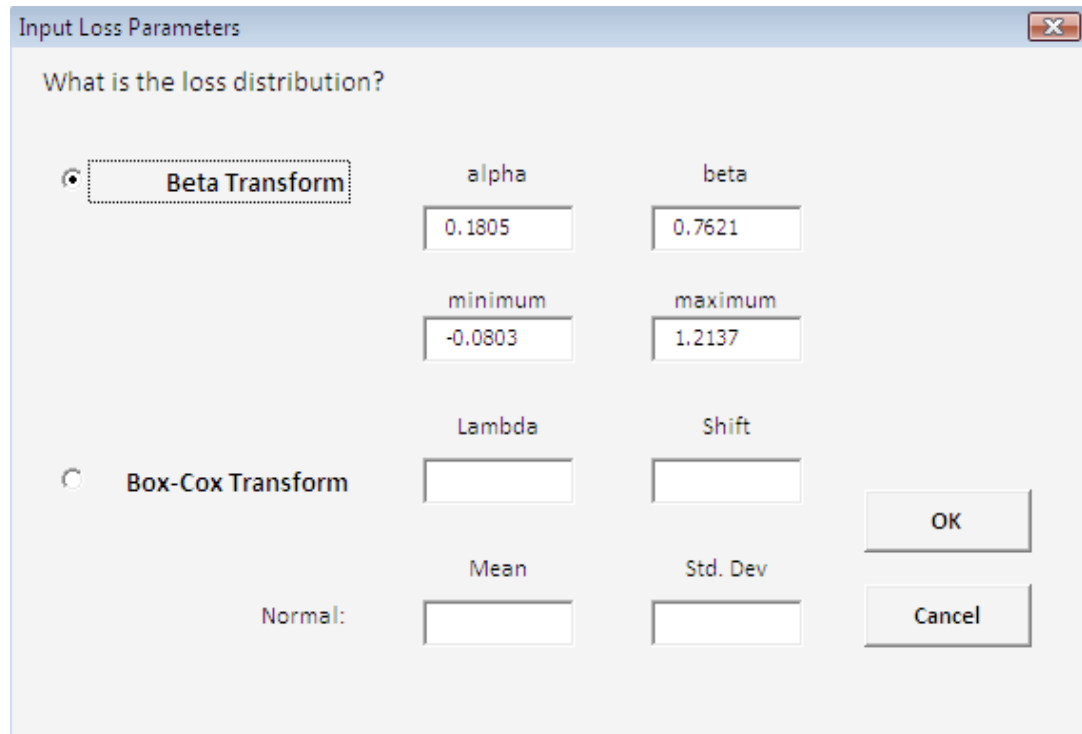 Input Loss Parameters
What is the loss distribution?
Beta Transform
alpha beta
0.1805 0.7621
minimum maximum
-0.0803 1.2137
Lambda Shift
Box-Cox Transform
OK
Mean Std. Dev
Normal:
Cancel